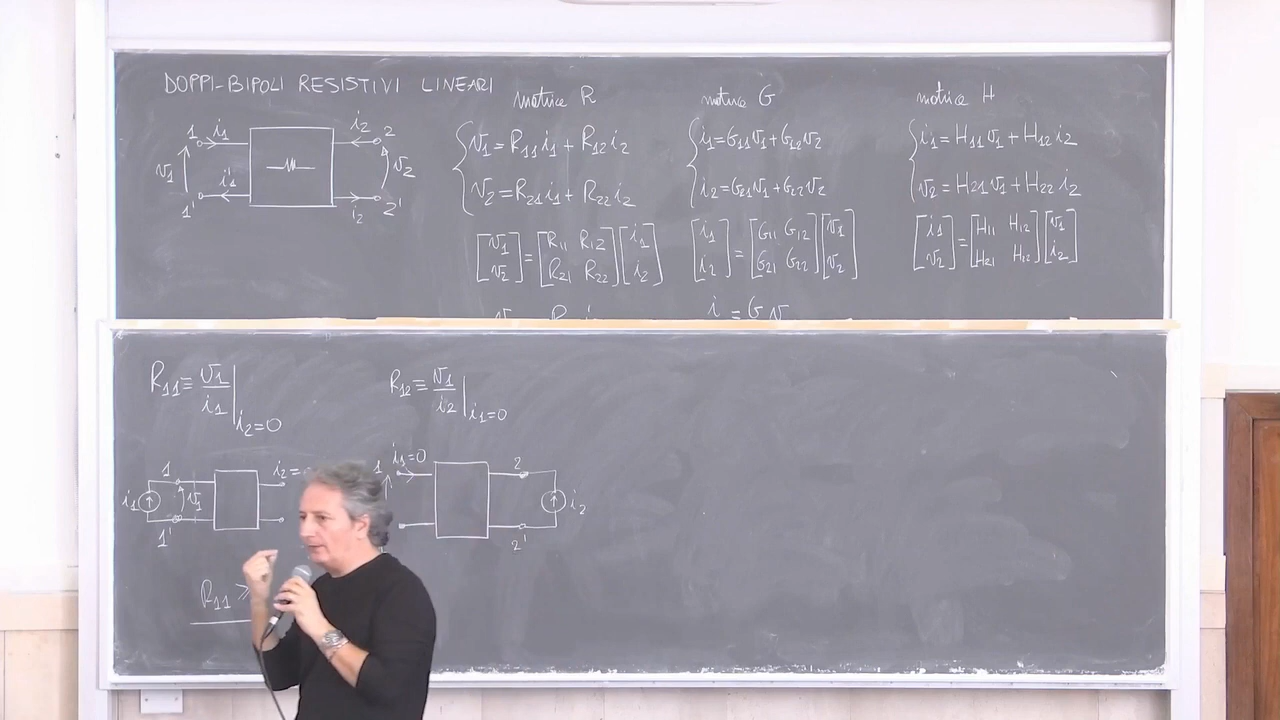 DOPPI-BIPOLI RESISTIVI LINEARI
1 i1 i2 2
v1 v2
1' i'1 i2 2'
matrice R
v1 = R11 i1 + R12 i2
v2 = R21 i1 + R22 i2
[v1 v2] = [R11 R12 R21 R22] [i1 i2]
matrice G
i1 = G11 v1 + G12 v2
i2 = G21 v1 + G22 v2
[i1 i2] = [G11 G12 G21 G22] [v1 v2]
i = G v
matrice H
i1 = H11 v1 + H12 i2
v2 = H21 v1 + H22 i2
[i1 v2] = [H11 H12 H21 H12] [v1 i2]
R11 ≡ v1/i1 | i2=0
1 i2=
i1 v1
1'
R11 ≥
R12 ≡ v1/i2 | i1=0
1 i1=0 2
i2
2'